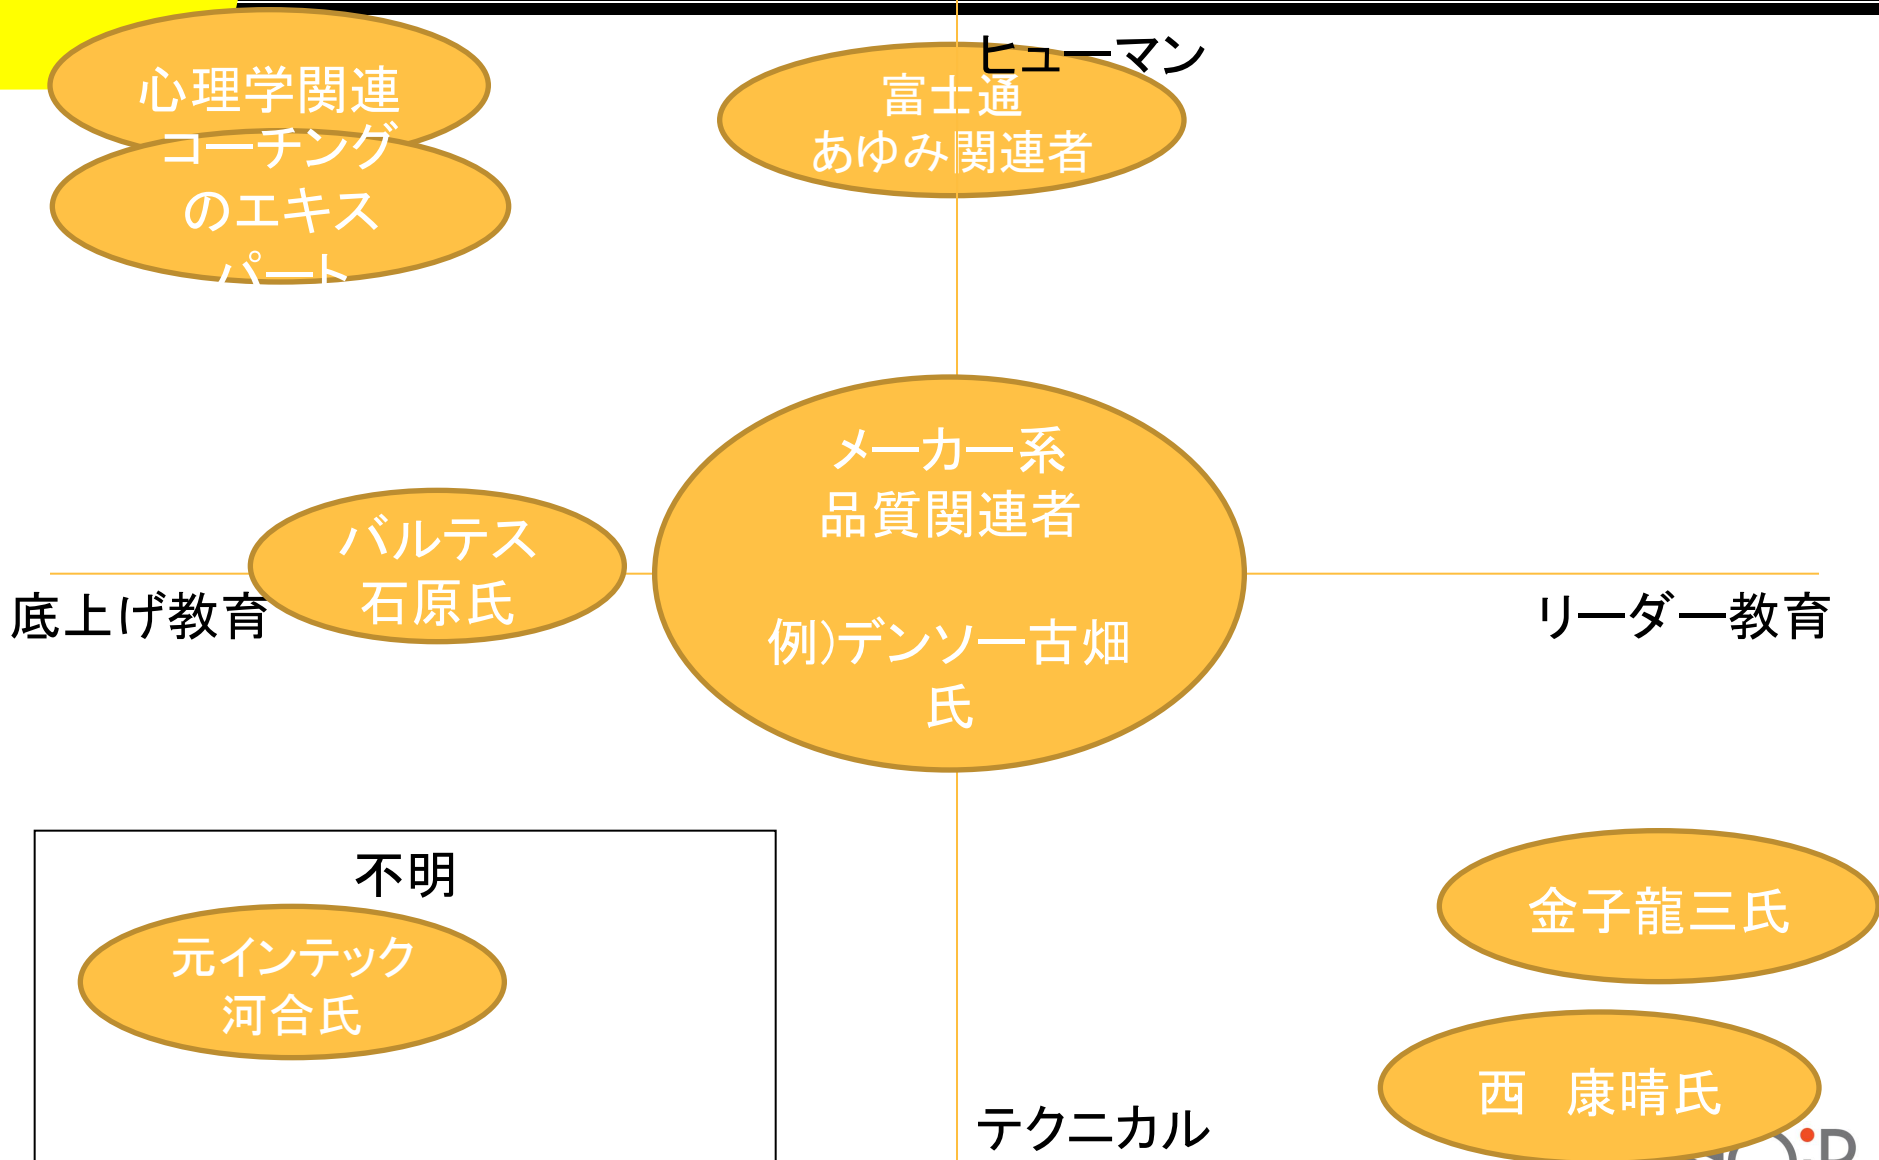 ヒューマン
心理学関連
コーチング
のエキス
パート
富士通
あゆみ関連者
メーカー系
品質関連者
例)デンソー古畑
氏
バルテス
石原氏
底上げ教育
リーダー教育
不明
元インテック
河合氏
金子龍三氏
西　康晴氏
テクニカル